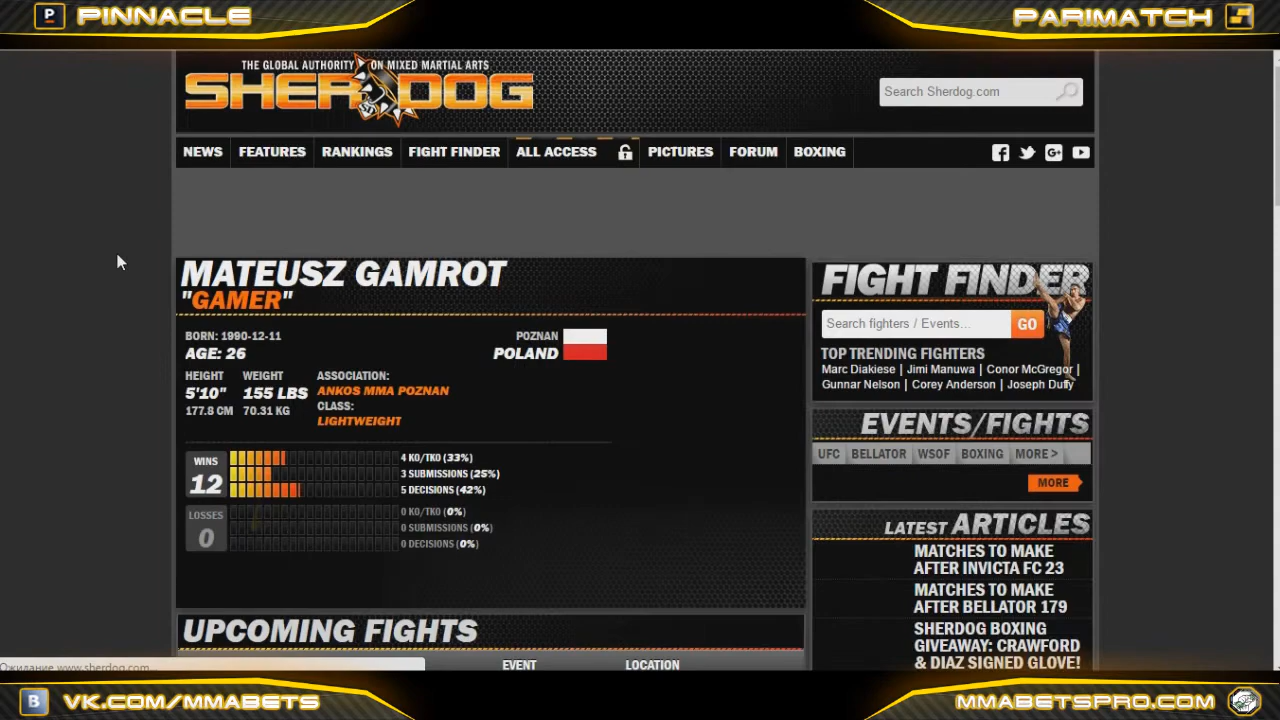 P PINNACLE
PARIMATCH
THE GLOBAL AUTHORITY ON MIXED MARTIAL ARTS
SHERDOG
Search Sherdog.com
NEWS FEATURES RANKINGS FIGHT FINDER ALL ACCESS PICTURES FORUM BOXING
MATEUSZ GAMROT
"GAMER"
BORN: 1990-12-11
AGE: 26
POZNAN
POLAND
HEIGHT
5'10"
177.8 CM
WEIGHT
155 LBS
70.31 KG
ASSOCIATION:
ANKOS MMA POZNAN
CLASS:
LIGHTWEIGHT
WINS
12
4 KO/TKO (33%)
3 SUBMISSIONS (25%)
5 DECISIONS (42%)
LOSSES
0
0 KO/TKO (0%)
0 SUBMISSIONS (0%)
0 DECISIONS (0%)
UPCOMING FIGHTS
EVENT LOCATION
FIGHT FINDER
Search fighters / Events... GO
TOP TRENDING FIGHTERS
Marc Diakiese | Jimi Manuwa | Conor McGregor |
Gunnar Nelson | Corey Anderson | Joseph Duffy
EVENTS/FIGHTS
UFC BELLATOR WSOF BOXING MORE >
MORE
LATEST ARTICLES
MATCHES TO MAKE
AFTER INVICTA FC 23
MATCHES TO MAKE
AFTER BELLATOR 179
SHERDOG BOXING
GIVEAWAY: CRAWFORD
& DIAZ SIGNED GLOVE!
Ожидание www.sherdog.com...
B VK.COM/MMABETS
MMABETSPRO.COM